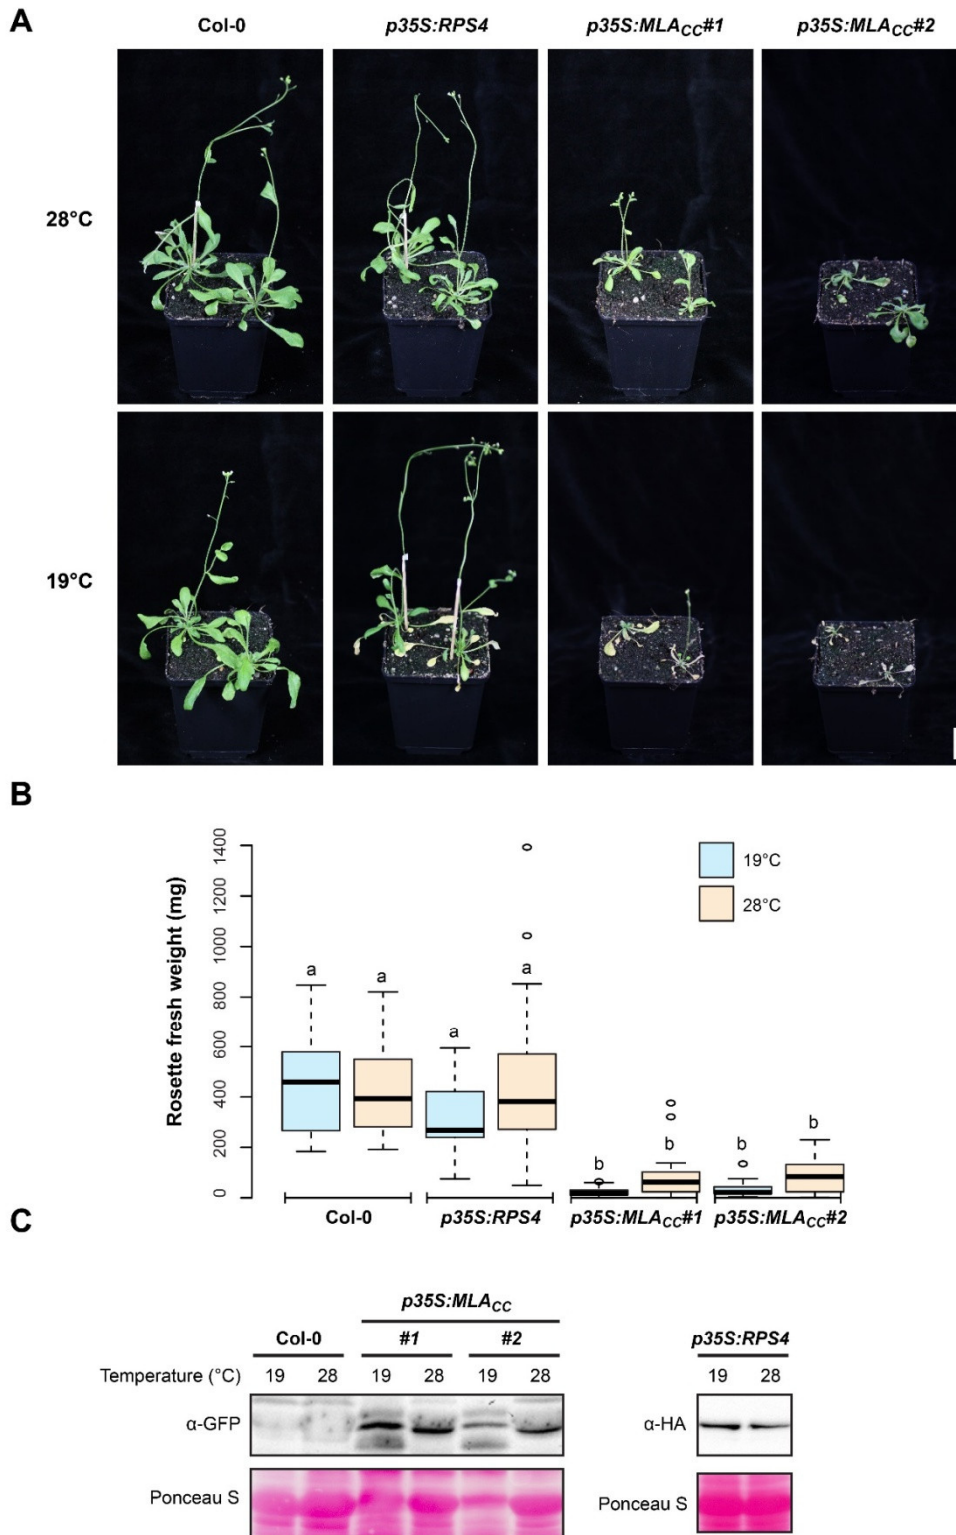 A
Col-0 p35S:RPS4 p35S:MLACC#1 p35S:MLACC#2
28°C
19°C
B
Rosette fresh weight (mg)
1400
1200
1000
800
600
400
200
0
19°C
28°C
a a a a b b b b
Col-0 p35S:RPS4 p35S:MLACC#1 p35S:MLACC#2
C
p35S:MLACC
Col-0 #1 #2 p35S:RPS4
Temperature (°C) 19 28 19 28 19 28 19 28
α-GFP α-HA
Ponceau S Ponceau S